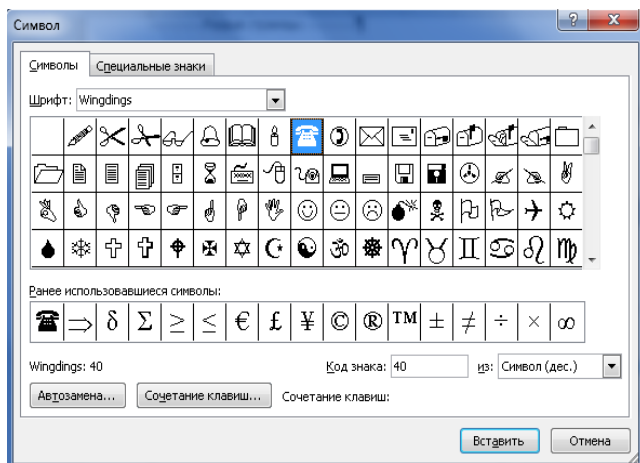 Символ
Символы Специальные знаки
Шрифт: Wingdings
Ранее использовавшиеся символы:
☎ ⇒ δ Σ ≥ ≤ € £ ¥ © ® ™ ± ≠ ÷ × ∞
Wingdings: 40 Код знака: 40 из: Символ (дес.)
Автозамена... Сочетание клавиш... Сочетание клавиш:
Вставить Отмена